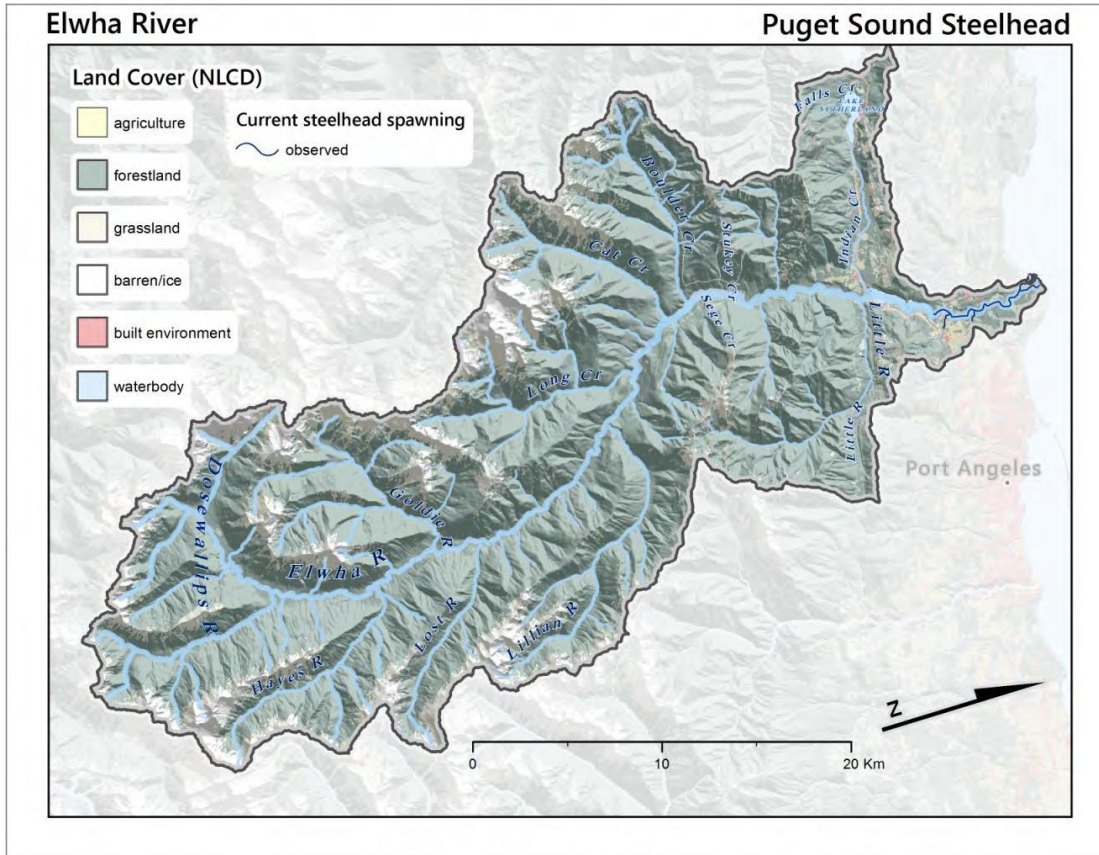 Elwha River
Puget Sound Steelhead
Land Cover (NLCD)
agriculture
forestland
grassland
barren/ice
built environment
waterbody
Current steelhead spawning
observed
Falls Cr
LAKE
SUTHERLAND
Boulder Cr
Stukey Cr
Indian Cr
Cat Cr
Sege Cr
Little R
Long Cr
Little R
Port Angeles
Dosewallips R
Goldie R
Elwha R
Lost R
Lillian R
Hayes R
N
0 10 20 Km